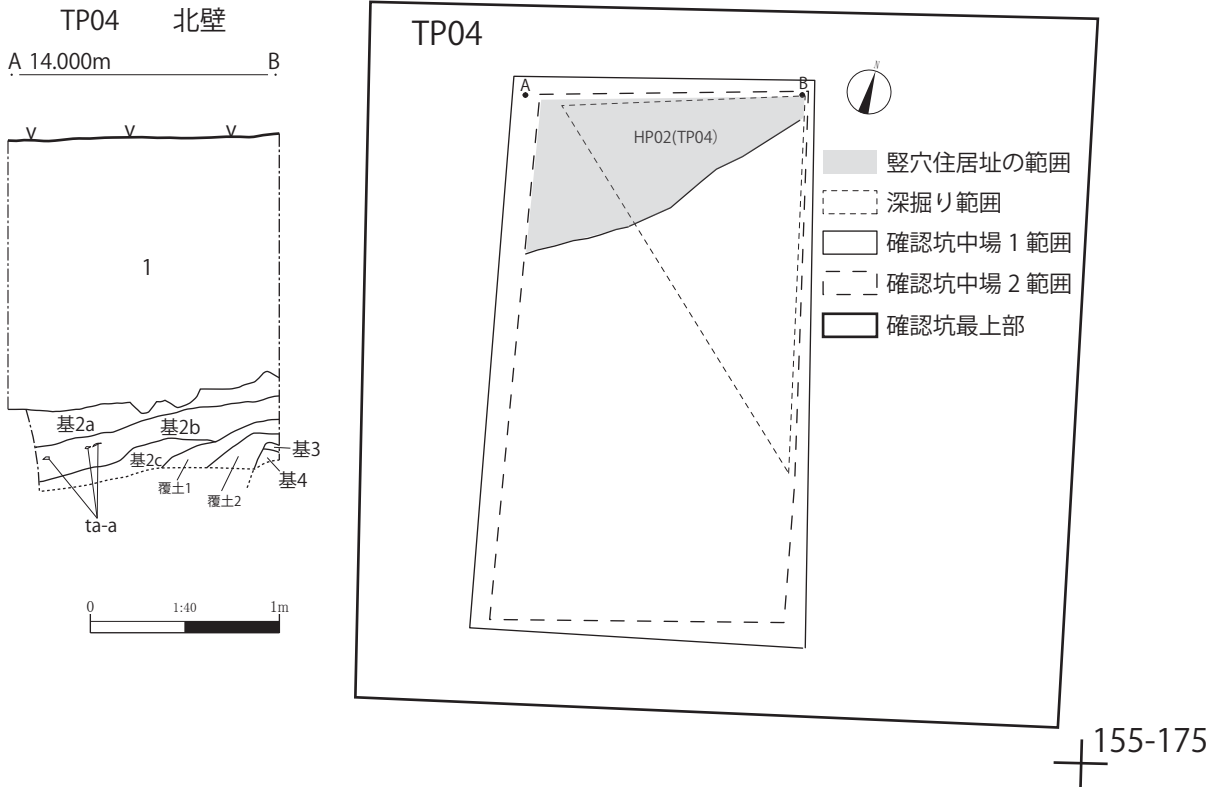 TP04 北壁
A 14.000m B
V V V
1
基2a
基2b
基2c
基3
覆土1
覆土2
基4
ta-a
0 1:40 1m
TP04
N
A
B
HP02(TP04)
竪穴住居址の範囲
深掘り範囲
確認坑中場 1 範囲
確認坑中場 2 範囲
確認坑最上部
155-175